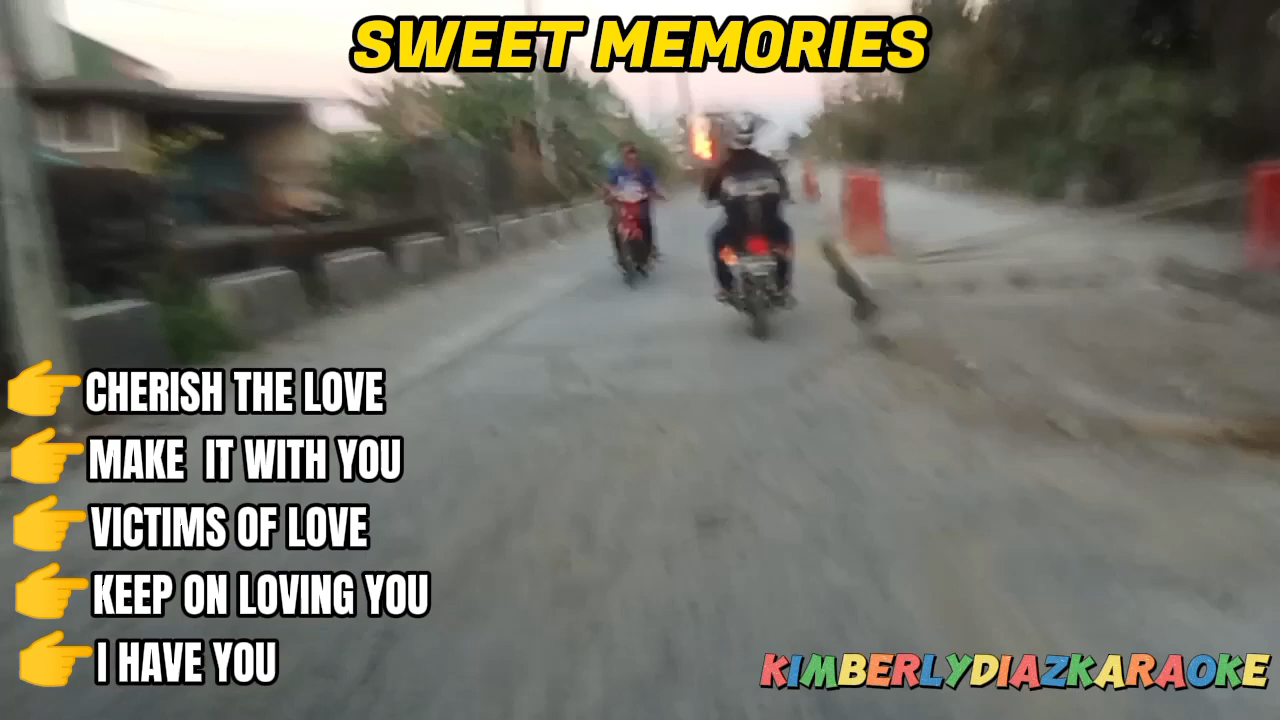 SWEET MEMORIES
CHERISH THE LOVE
MAKE  IT WITH YOU
VICTIMS OF LOVE
KEEP ON LOVING YOU
I HAVE YOU
KIMBERLYDIAZKARAOKE